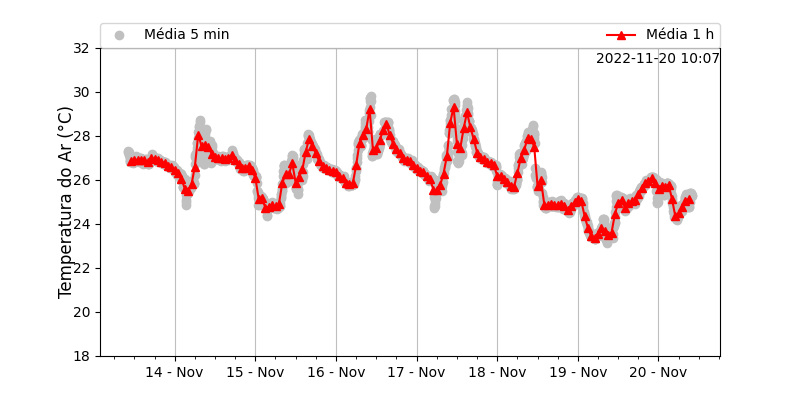 Média 5 min
Média 1 h
2022-11-20 10:07
Temperatura do Ar (°C)
32
30
28
26
24
22
20
18
14 - Nov
15 - Nov
16 - Nov
17 - Nov
18 - Nov
19 - Nov
20 - Nov